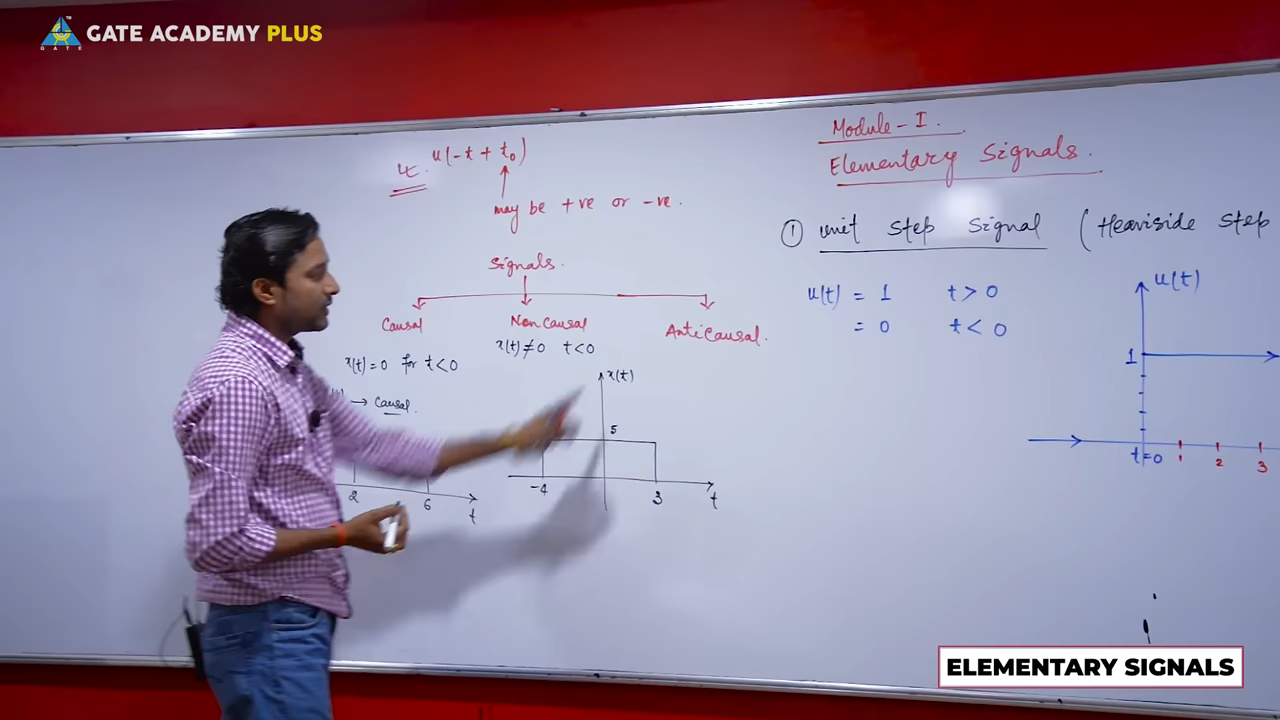 GATE ACADEMY PLUS
GATE
4. u(-t + t₀)
may be +ve or -ve.
Signals.
Causal
Non Causal
Anticausal.
x(t) = 0 for t < 0
x(t) ≠ 0 t < 0
→ Causal.
2
6
t
x(t)
5
-4
3
t
Module - I.
Elementary Signals.
① unit step signal (Heaviside step
u(t) = 1 t > 0
= 0 t < 0
u(t)
1
t=0
1
2
3
ELEMENTARY SIGNALS